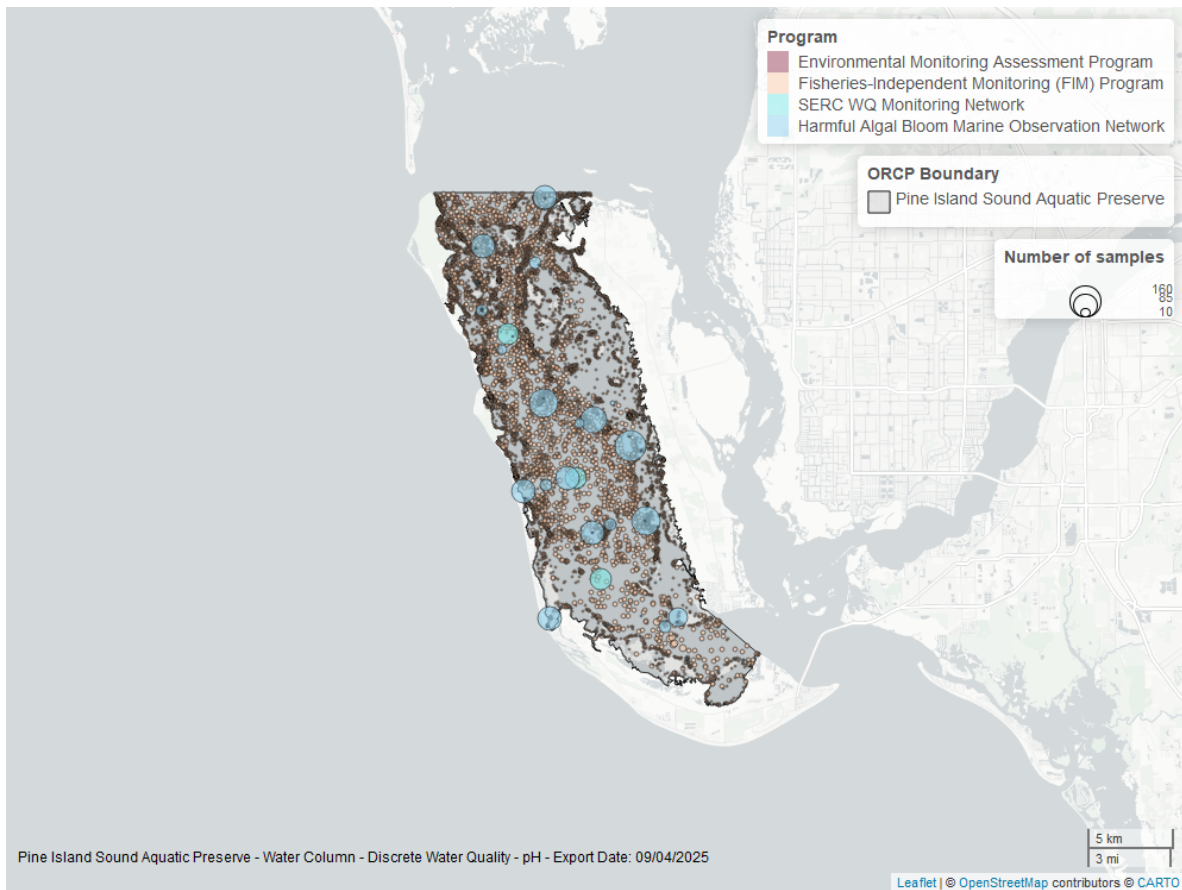 Program
Environmental Monitoring Assessment Program
Fisheries-Independent Monitoring (FIM) Program
SERC WQ Monitoring Network
Harmful Algal Bloom Marine Observation Network
ORCP Boundary
Pine Island Sound Aquatic Preserve
Number of samples
160
85
10
5 km
3 mi
Pine Island Sound Aquatic Preserve - Water Column - Discrete Water Quality - pH - Export Date: 09/04/2025
Leaflet | © OpenStreetMap contributors © CARTO